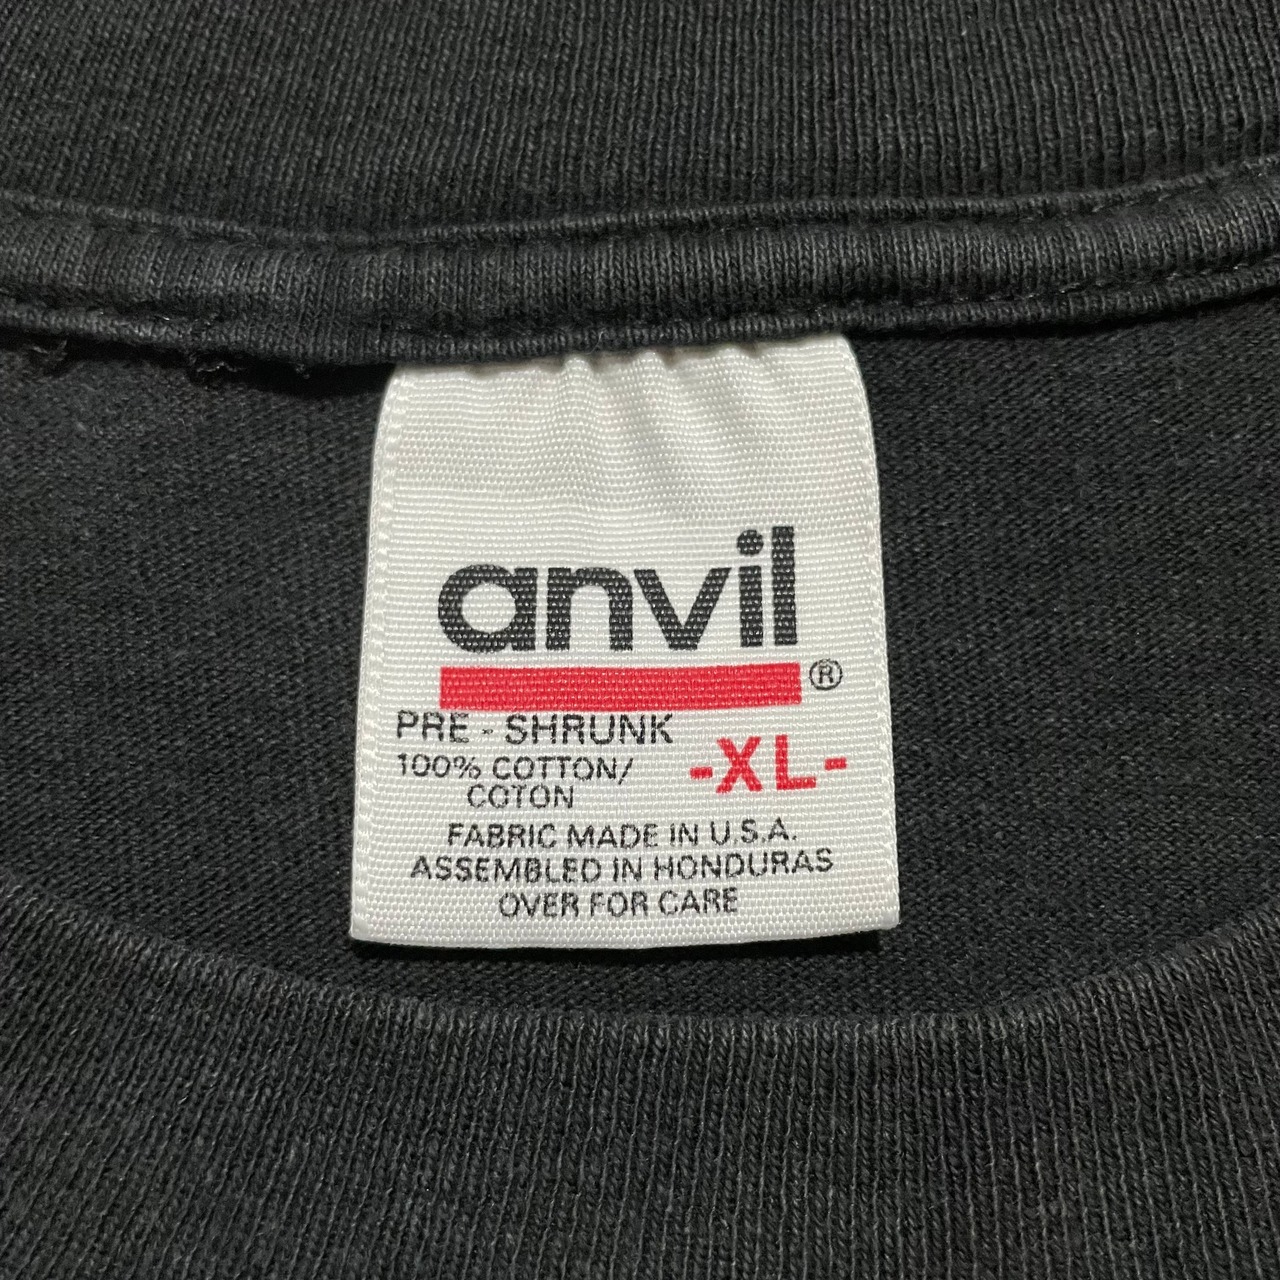 anvil®
PRE - SHRUNK
100% COTTON/
COTON
-XL-
FABRIC MADE IN U.S.A.
ASSEMBLED IN HONDURAS
OVER FOR CARE